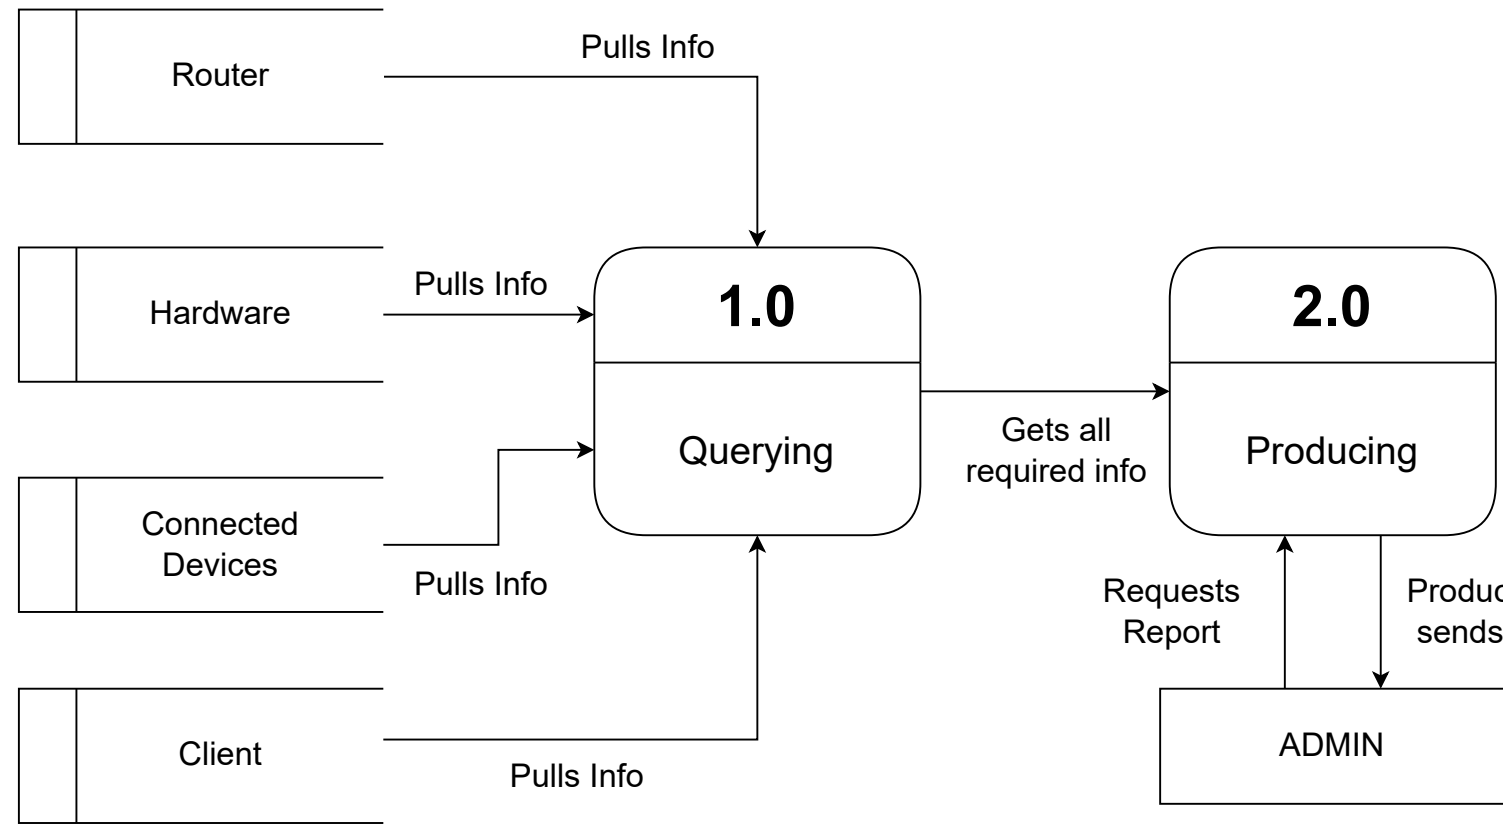 Pulls Info
Router
Pulls Info
Hardware
1.0
2.0
Gets all
required info
Querying
Producing
Connected
Devices
Pulls Info
Requests
Report
sends
ADMIN
Client
Pulls Info